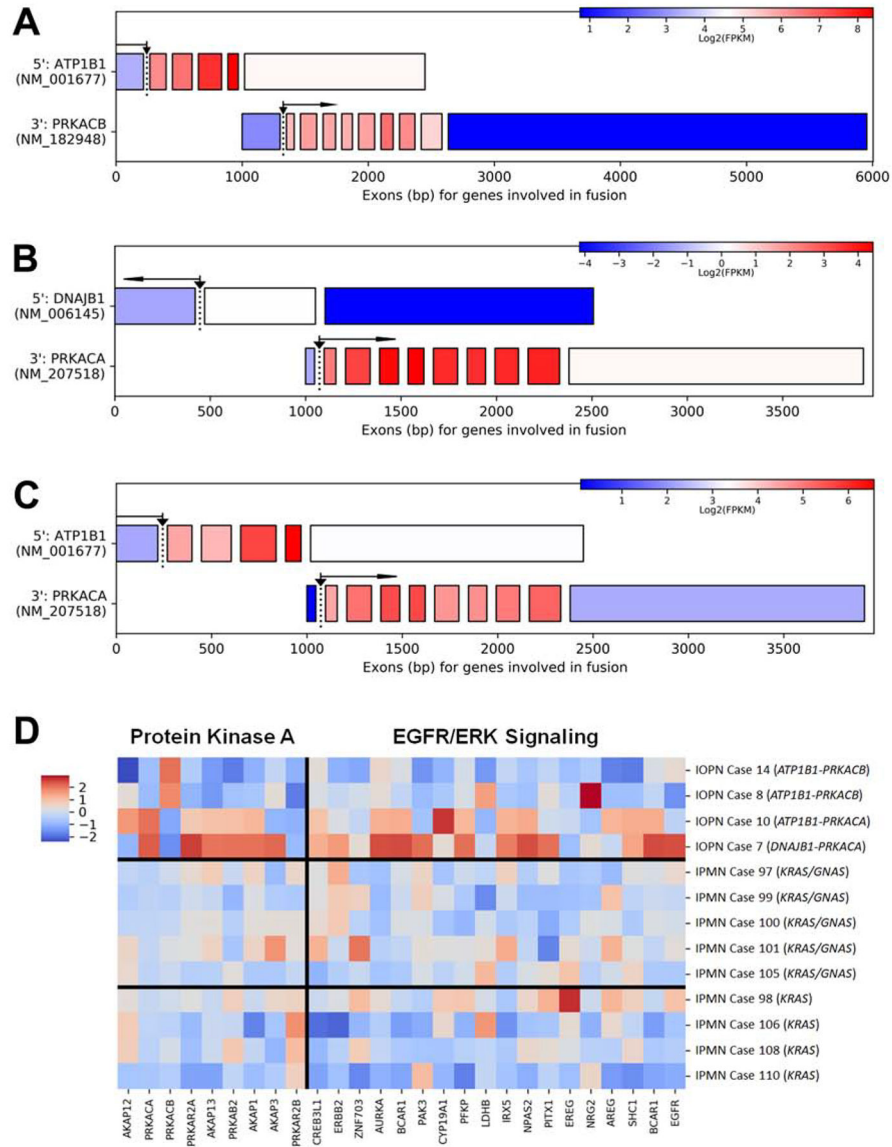 A
1 2 3 4 5 6 7 8
Log2(FPKM)
5': ATP1B1
(NM_001677)
3': PRKACB
(NM_182948)
0 1000 2000 3000 4000 5000 6000
Exons (bp) for genes involved in fusion
B
−4 −3 −2 −1 0 1 2 3 4
Log2(FPKM)
5': DNAJB1
(NM_006145)
3': PRKACA
(NM_207518)
0 500 1000 1500 2000 2500 3000 3500
Exons (bp) for genes involved in fusion
C
1 2 3 4 5 6
Log2(FPKM)
5': ATP1B1
(NM_001677)
3': PRKACA
(NM_207518)
0 500 1000 1500 2000 2500 3000 3500
Exons (bp) for genes involved in fusion
D
Protein Kinase A EGFR/ERK Signaling
2
1
0
−1
−2
IOPN Case 14 (ATP1B1-PRKACB)
IOPN Case 8 (ATP1B1-PRKACB)
IOPN Case 10 (ATP1B1-PRKACA)
IOPN Case 7 (DNAJB1-PRKACA)
IPMN Case 97 (KRAS/GNAS)
IPMN Case 99 (KRAS/GNAS)
IPMN Case 100 (KRAS/GNAS)
IPMN Case 101 (KRAS/GNAS)
IPMN Case 105 (KRAS/GNAS)
IPMN Case 98 (KRAS)
IPMN Case 106 (KRAS)
IPMN Case 108 (KRAS)
IPMN Case 110 (KRAS)
AKAP12 PRKACA PRKACB PRKAR2A AKAP13 PRKAB2 AKAP1 AKAP3 PRKAR2B CREB3L1 ERBB2 ZNF703 AURKA BCAR1 PAK3 CYP19A1 PFKP LDHB IRX5 NPAS2 PITX1 EREG NRG2 AREG SHC1 BCAR1 EGFR